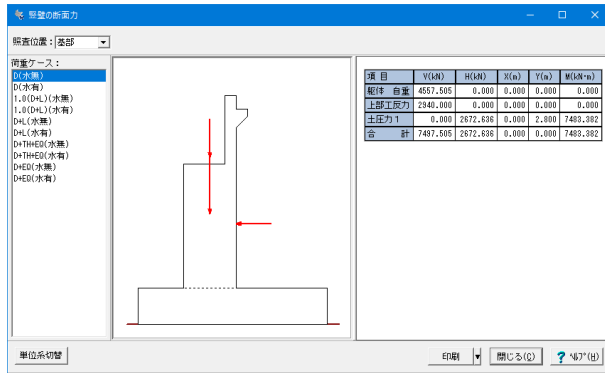 竪壁の断面力
照査位置：基部
荷重ケース：
D(水無)
D(水有)
1.0(D+L)(水無)
1.0(D+L)(水有)
D+L(水無)
D+L(水有)
D+TH+EQ(水無)
D+TH+EQ(水有)
D+EQ(水無)
D+EQ(水有)
項 目 V(kN) H(kN) X(m) Y(m) M(kN・m)
躯体 自重 4557.505 0.000 0.000 0.000 0.000
上部工反力 2940.000 0.000 0.000 0.000 0.000
土圧力1 0.000 2672.636 0.000 2.800 7483.382
合 計 7497.505 2672.636 0.000 0.000 7483.382
単位系切替
印刷
閉じる(C)
? ﾍﾙﾌﾟ(H)